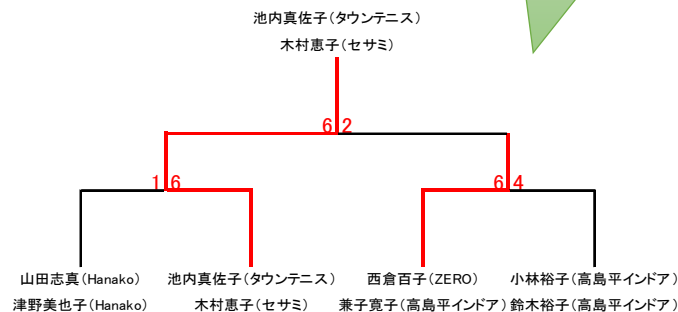 池内真佐子(タウンテニス)
木村恵子(セサミ)
6 2
1 6 6 4
山田志真(Hanako) 池内真佐子(タウンテニス) 西倉百子(ZERO) 小林裕子(高島平インドア)
津野美也子(Hanako) 木村恵子(セサミ) 兼子寛子(高島平インドア) 鈴木裕子(高島平インドア)